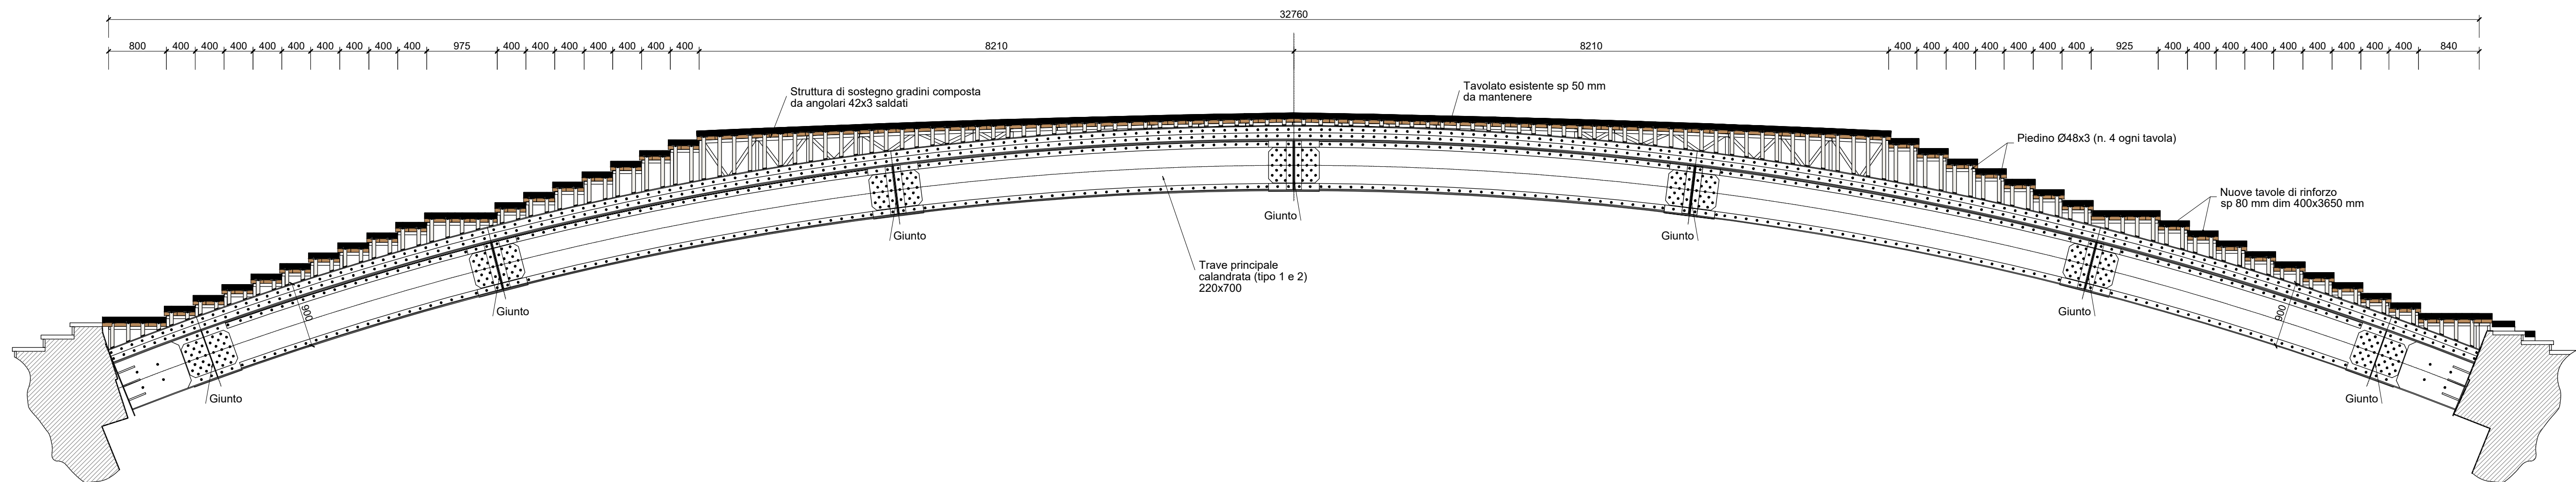 32760
800 400 400 400 400 400 400 400 400 400 975 400 400 400 400 400 400 400 8210 8210 400 400 400 400 400 400 400 925 400 400 400 400 400 400 400 400 400 840
Struttura di sostegno gradini composta
da angolari 42x3 saldati
Tavolato esistente sp 50 mm
da mantenere
Piedino Ø48x3 (n. 4 ogni tavola)
Nuove tavole di rinforzo
sp 80 mm dim 400x3650 mm
Giunto
Giunto
Giunto
Trave principale
calandrata (tipo 1 e 2)
220x700
900
900
Giunto
Giunto
Giunto
Giunto